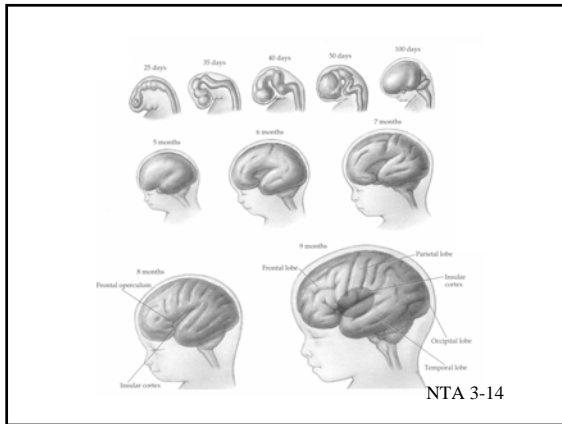 25 days
35 days
40 days
50 days
100 days
5 months
6 months
7 months
8 months
Frontal operculum
Insular cortex
9 months
Frontal lobe
Parietal lobe
Insular
cortex
Occipital lobe
Temporal lobe
NTA 3-14